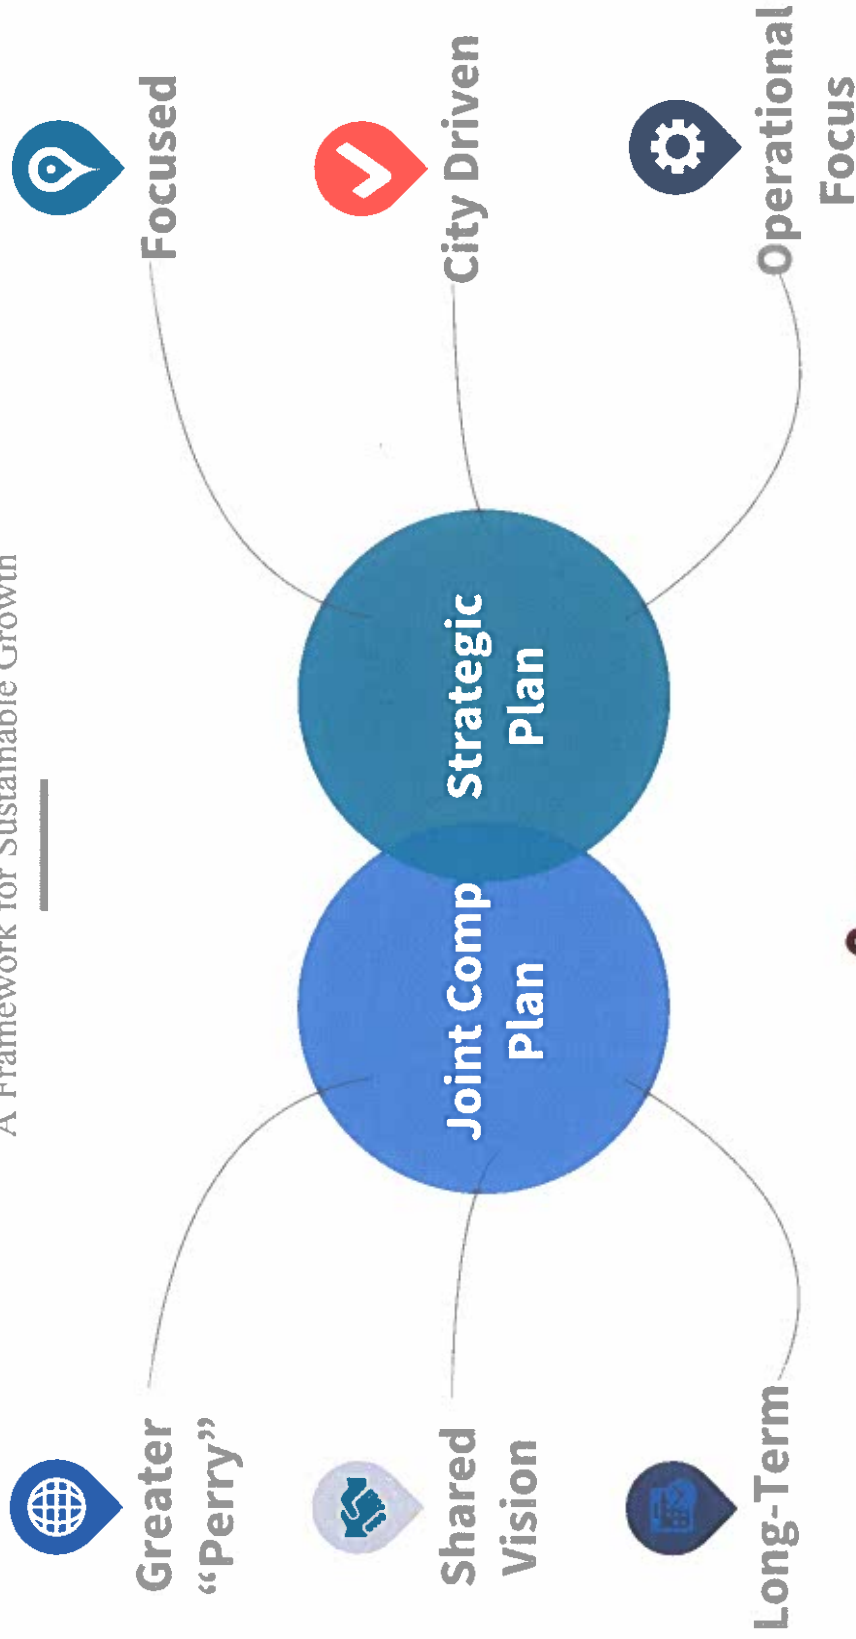 A Framework for Sustainable Growth
Greater
“Perry”
Shared
Vision
Long-Term
Joint Comp
Plan
Strategic
Plan
Focused
City Driven
Operational
Focus